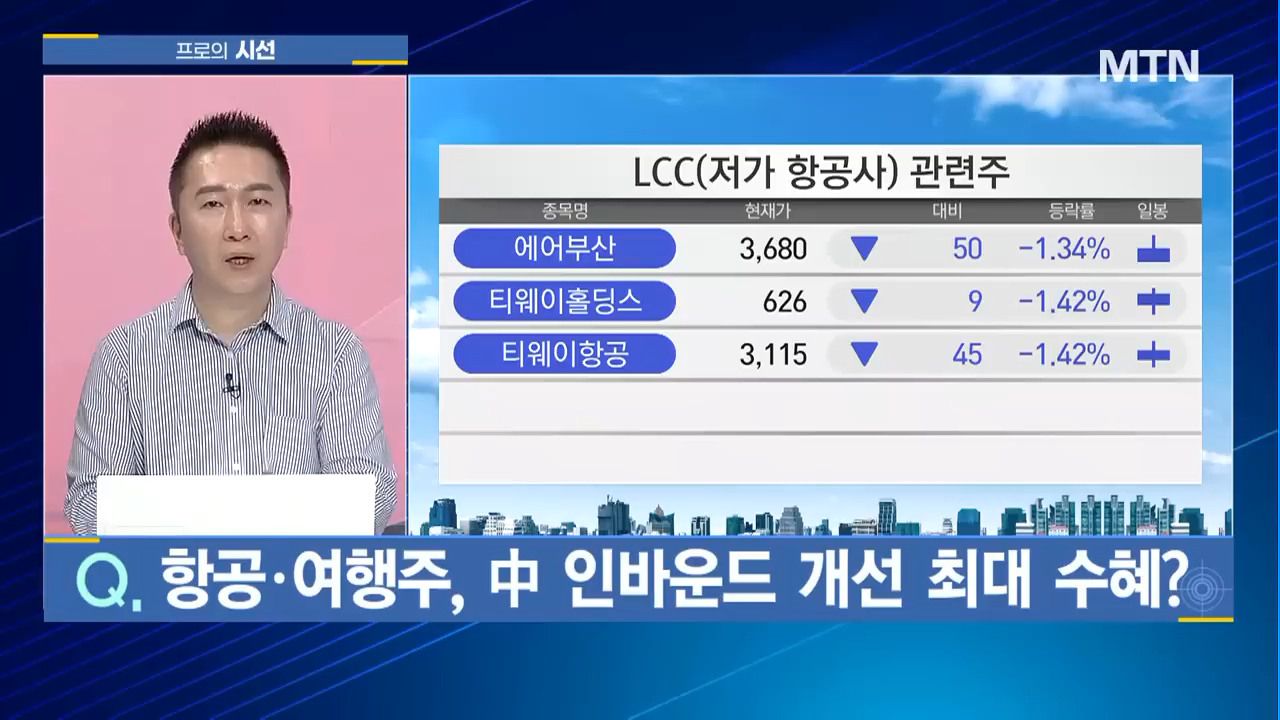 프로의 시선
MTN
LCC(저가 항공사) 관련주
종목명 현재가 대비 등락률 일봉
에어부산 3,680 ▼ 50 -1.34%
티웨이홀딩스 626 ▼ 9 -1.42%
티웨이항공 3,115 ▼ 45 -1.42%
Q. 항공·여행주, 中 인바운드 개선 최대 수혜?